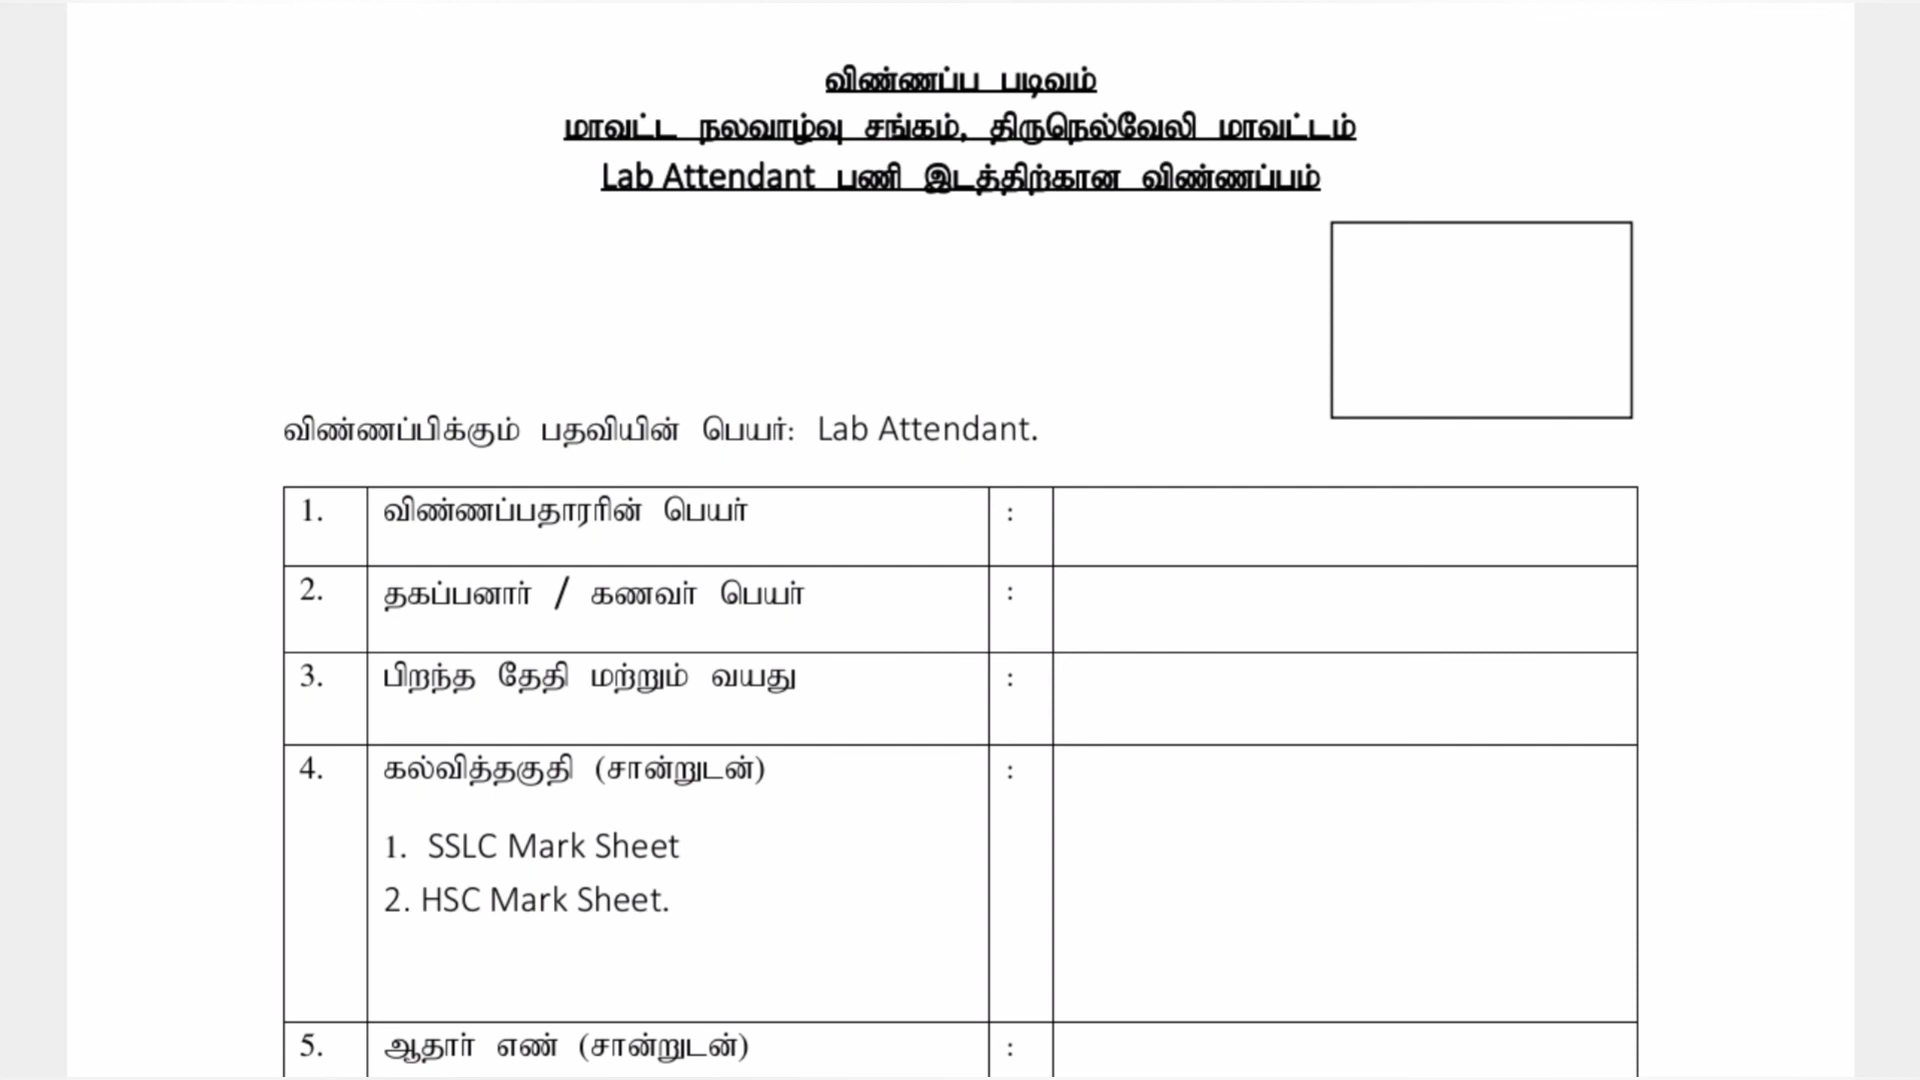 விண்ணப்ப படிவம்
மாவட்ட நலவாழ்வு சங்கம், திருநெல்வேலி மாவட்டம்
Lab Attendant பணி இடத்திற்கான விண்ணப்பம்
விண்ணப்பிக்கும் பதவியின் பெயர்: Lab Attendant.
1. விண்ணப்பதாரரின் பெயர் :
2. தகப்பனார் / கணவர் பெயர் :
3. பிறந்த தேதி மற்றும் வயது :
4. கல்வித்தகுதி (சான்றுடன்) :
1. SSLC Mark Sheet
2. HSC Mark Sheet.
5. ஆதார் எண் (சான்றுடன்) :